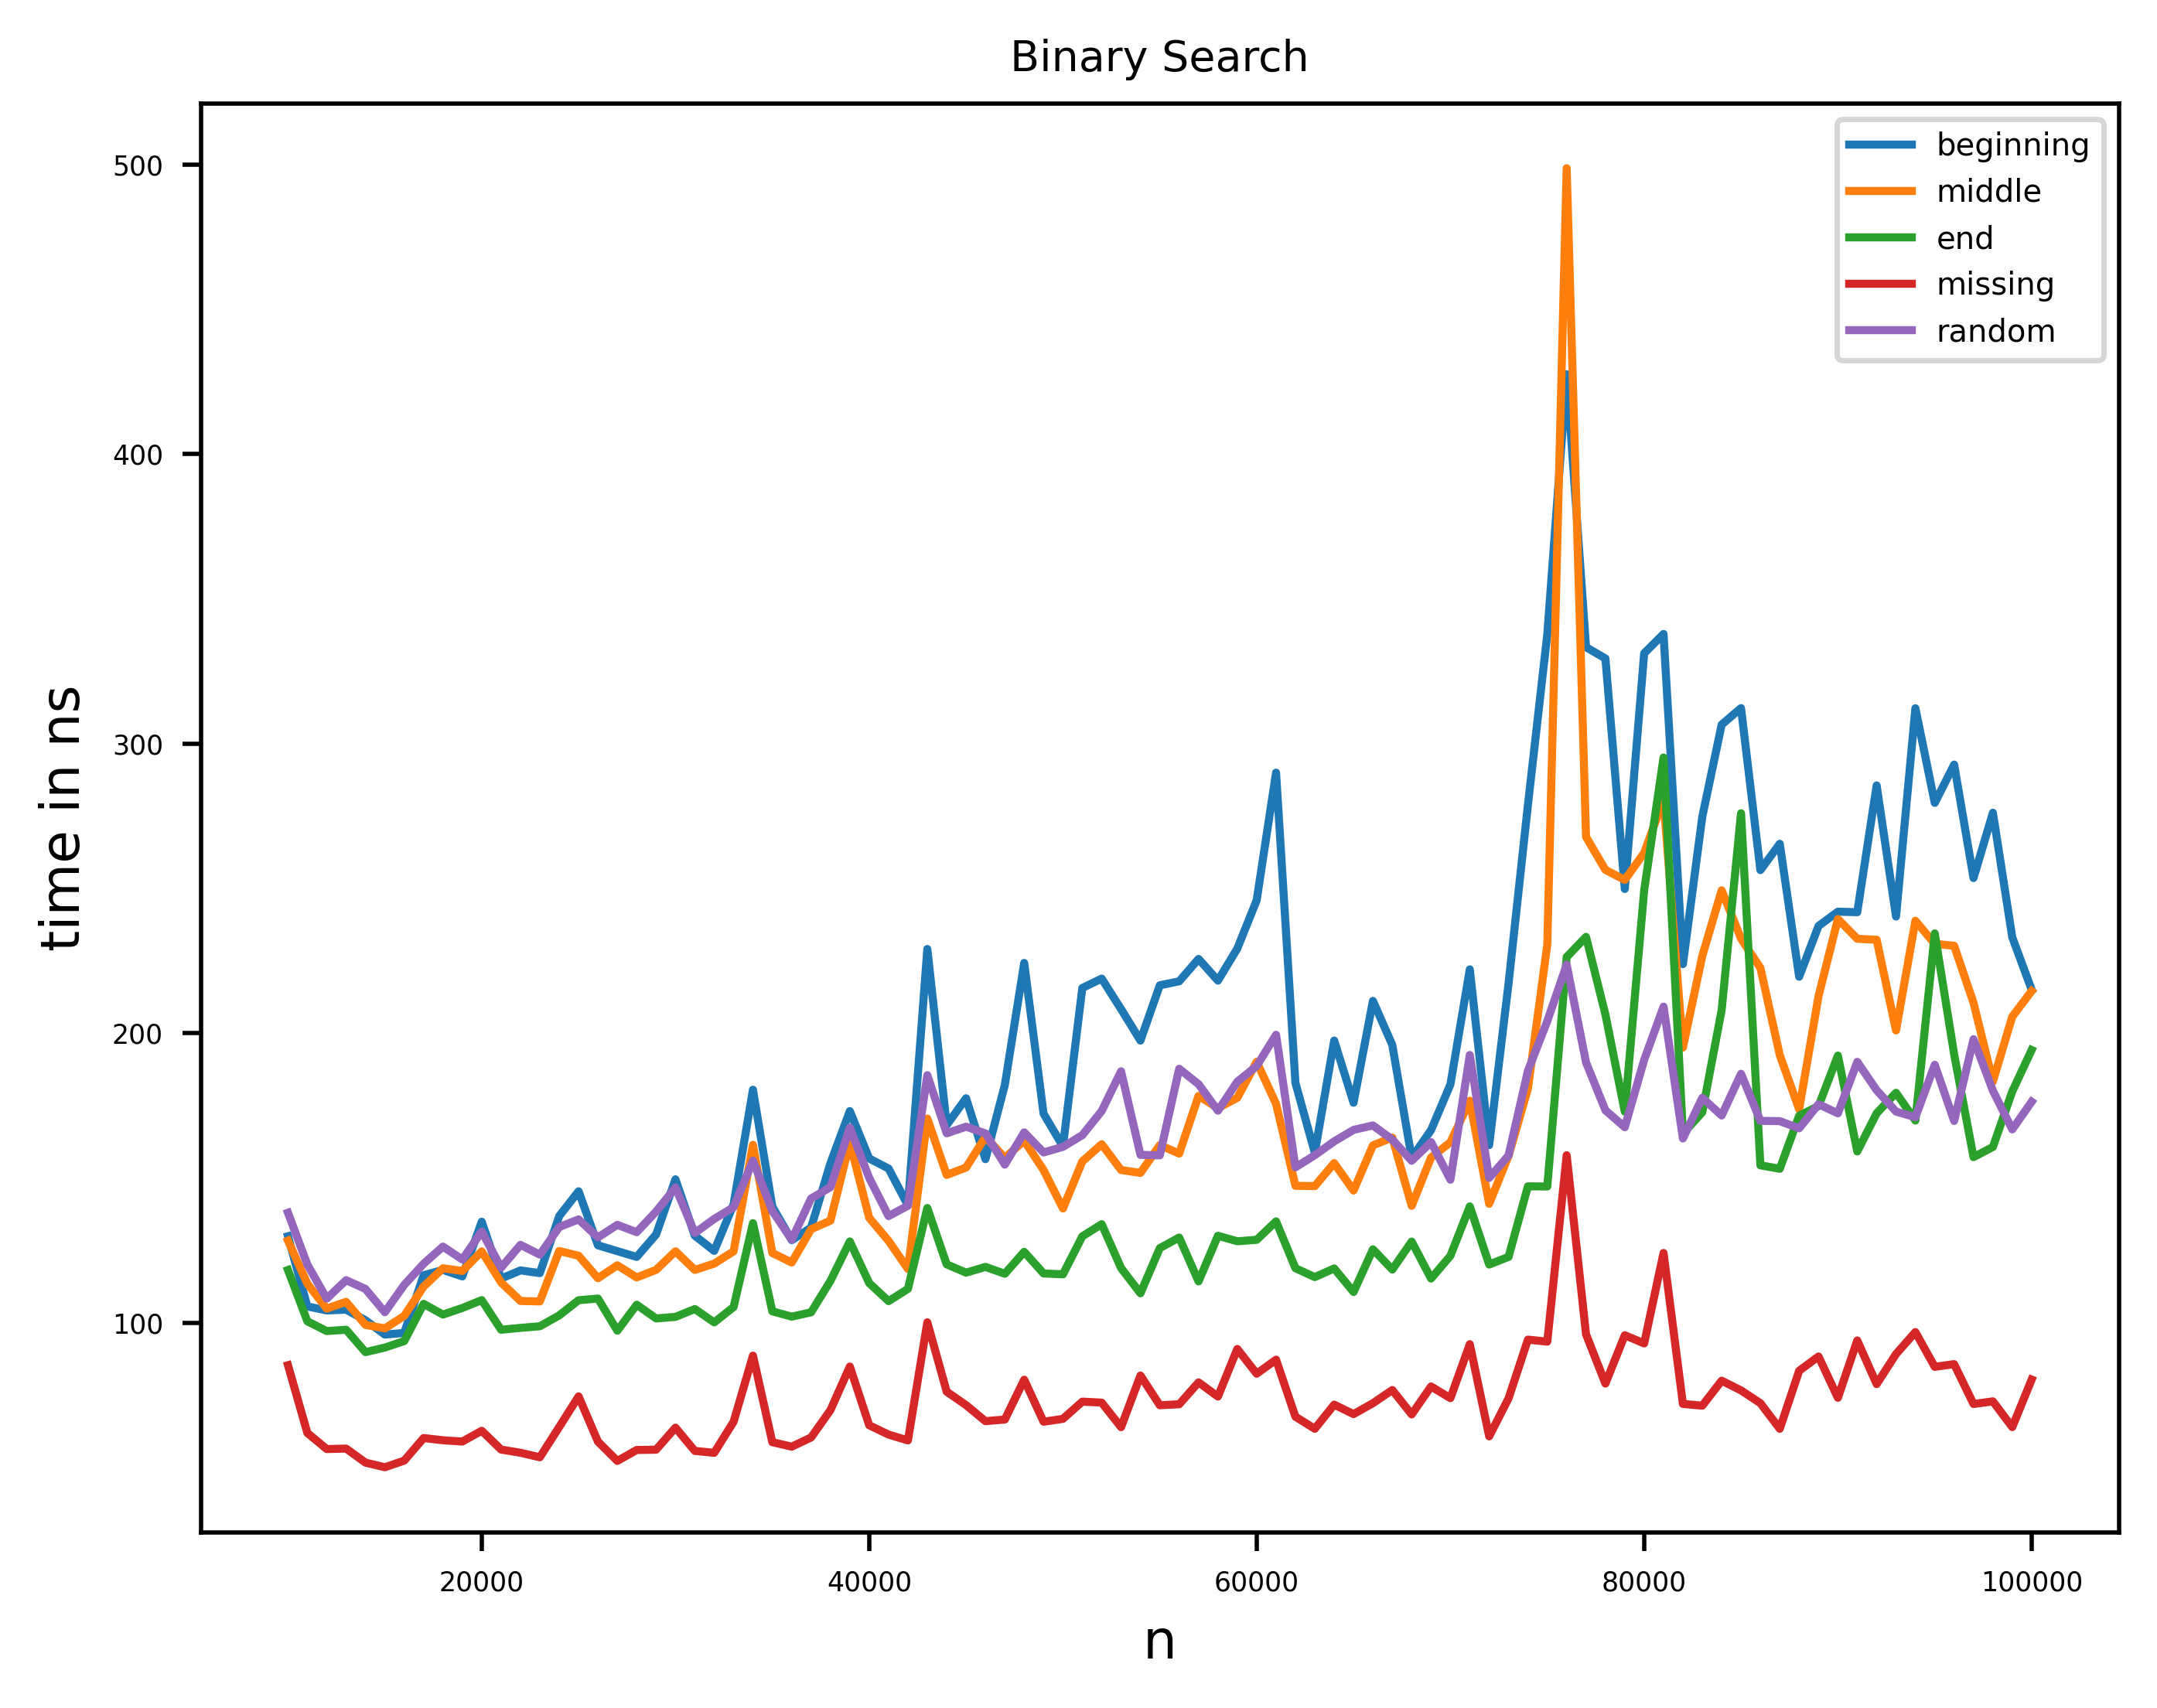 Binary Search
500
400
300
200
100
time in ns
20000
40000
60000
80000
100000
n
beginning
middle
end
missing
random